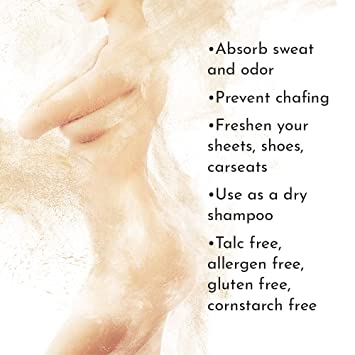 •Absorb sweat
and odor
•Prevent chafing
•Freshen your
sheets, shoes,
carseats
•Use as a dry
shampoo
•Talc free,
allergen free,
gluten free,
cornstarch free